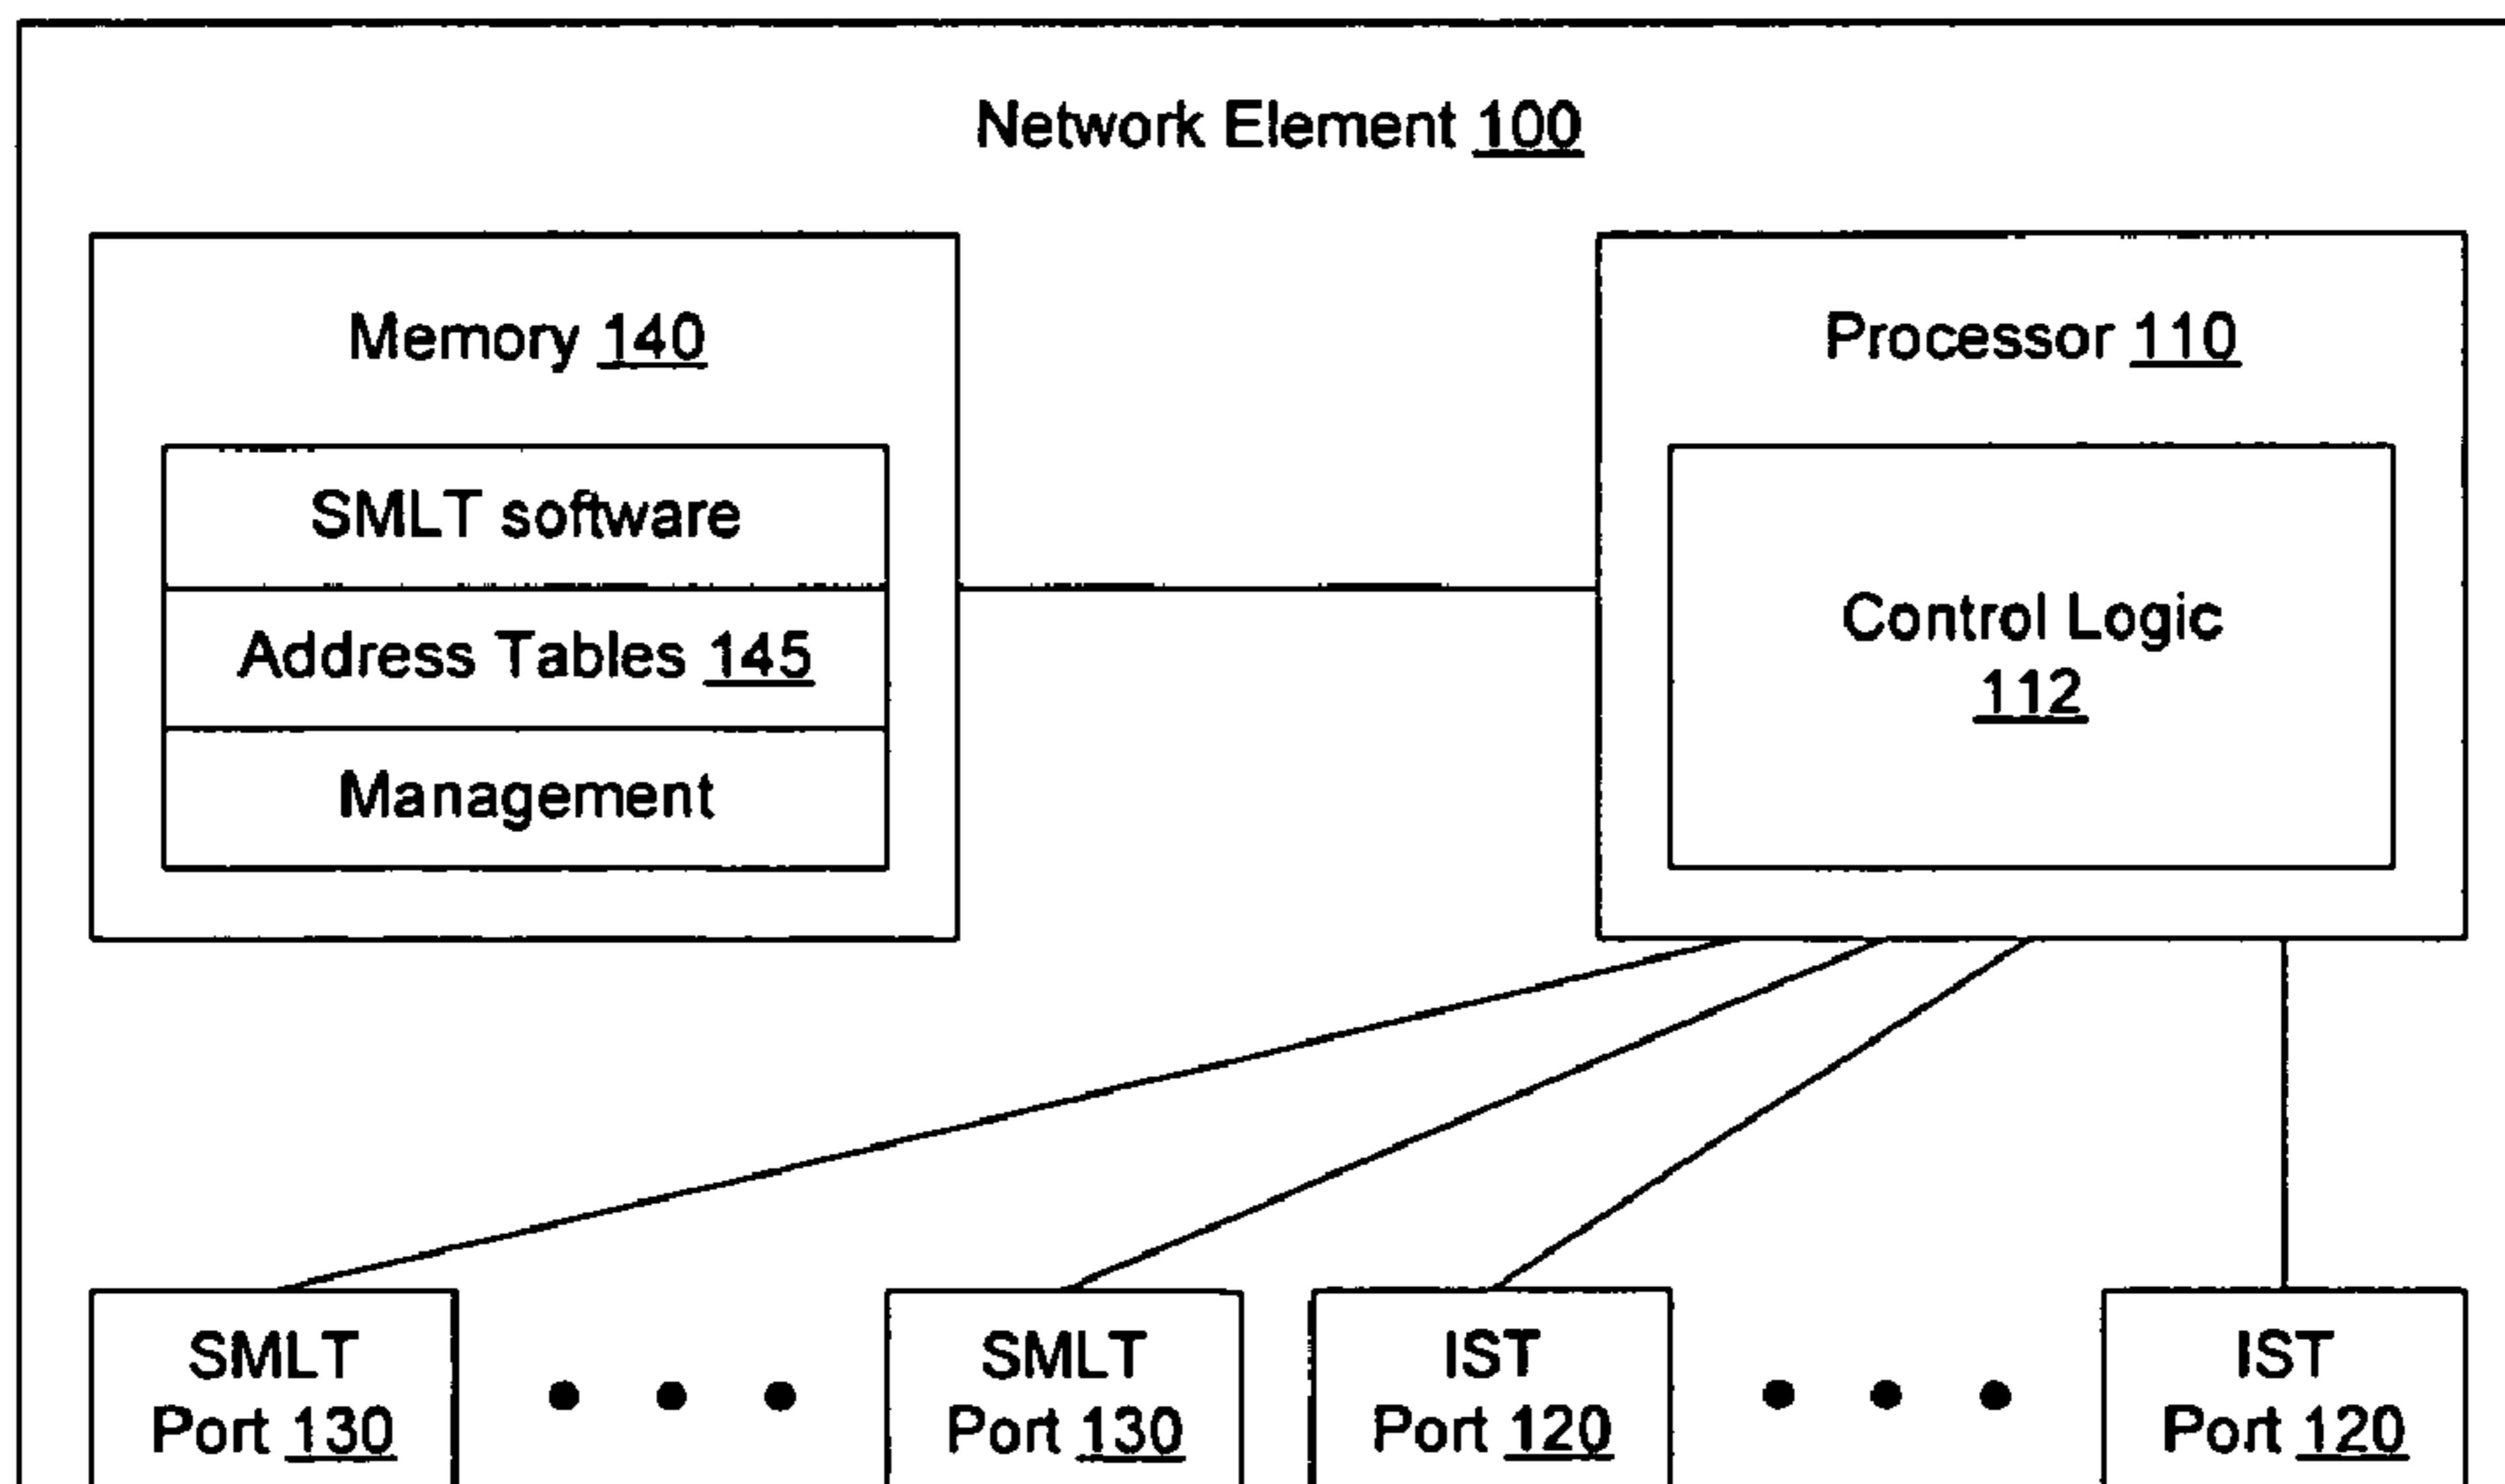 Network Element 100
Memory 140
SMLT software
Address Tables 145
Management
Processor 110
Control Logic
112
SMLT
Port 130
SMLT
Port 130
IST
Port 120
IST
Port 120